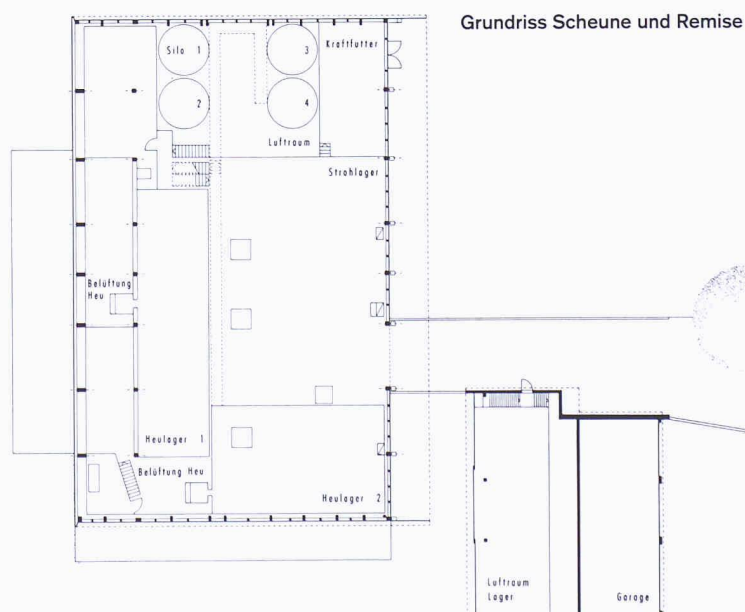 Grundriss Scheune und Remise
Silo 1
3
Kraftfutter
2
4
Luftraum
Strohlager
Belüftung
Heu
Heulager 1
Belüftung Heu
Heulager 2
Luftraum
Lager
Garage